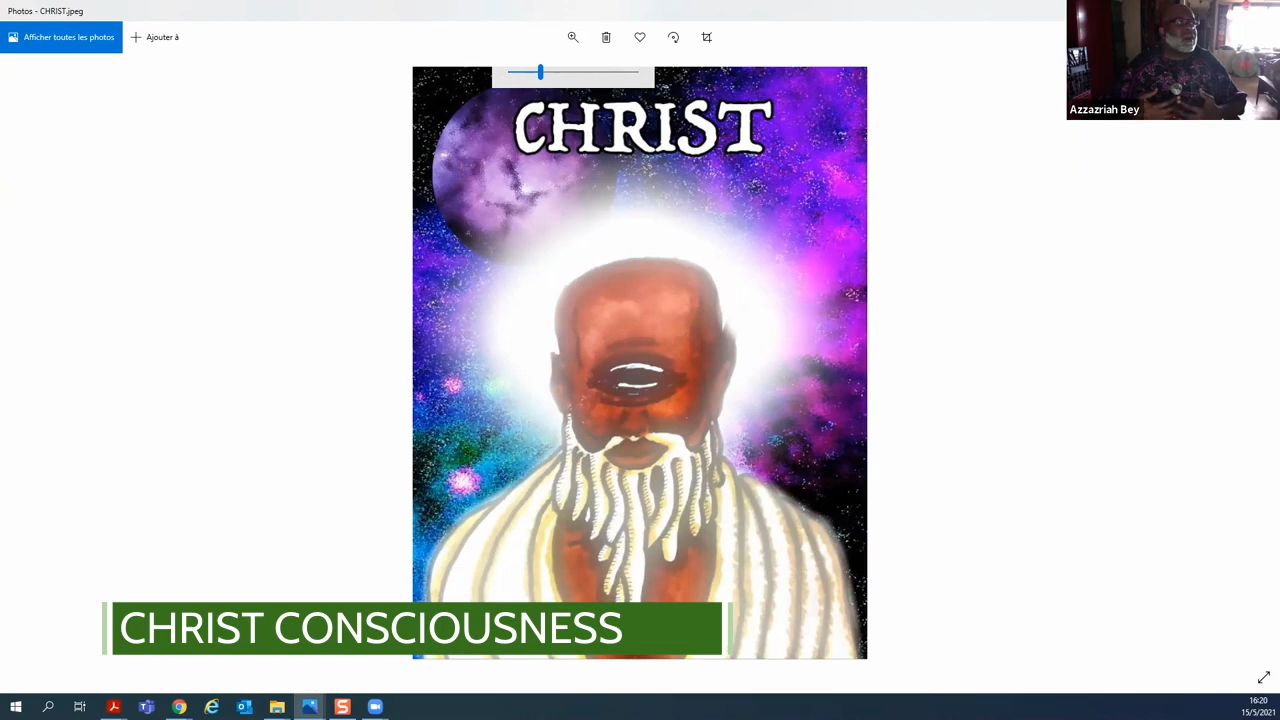 Photos - CHRIST.jpeg
Afficher toutes les photos
Ajouter à
Azzazriah Bey
CHRIST
CHRIST CONSCIOUSNESS
16:20
15/5/2021